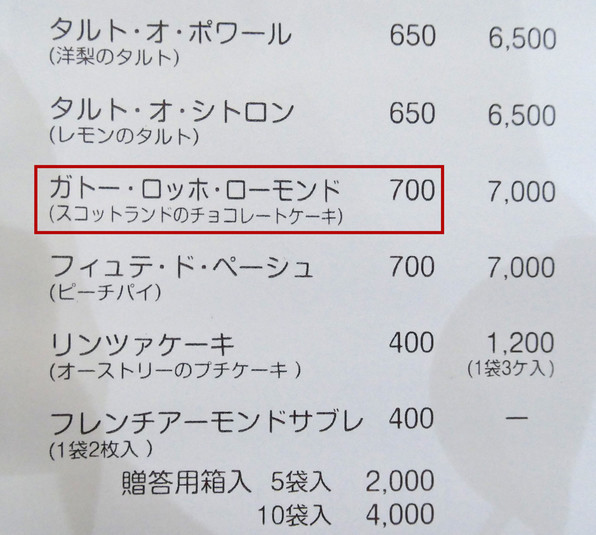 タルト・オ・ポワール 650 6,500
(洋梨のタルト)
タルト・オ・シトロン 650 6,500
(レモンのタルト)
ガトー・ロッホ・ローモンド 700 7,000
(スコットランドのチョコレートケーキ)
フィュテ・ド・ペーシュ 700 7,000
(ピーチパイ)
リンツァケーキ 400 1,200
(オーストリーのプチケーキ) (1袋3ケ入)
フレンチアーモンドサブレ 400 —
(1袋2枚入)
贈答用箱入 5袋入 2,000
10袋入 4,000